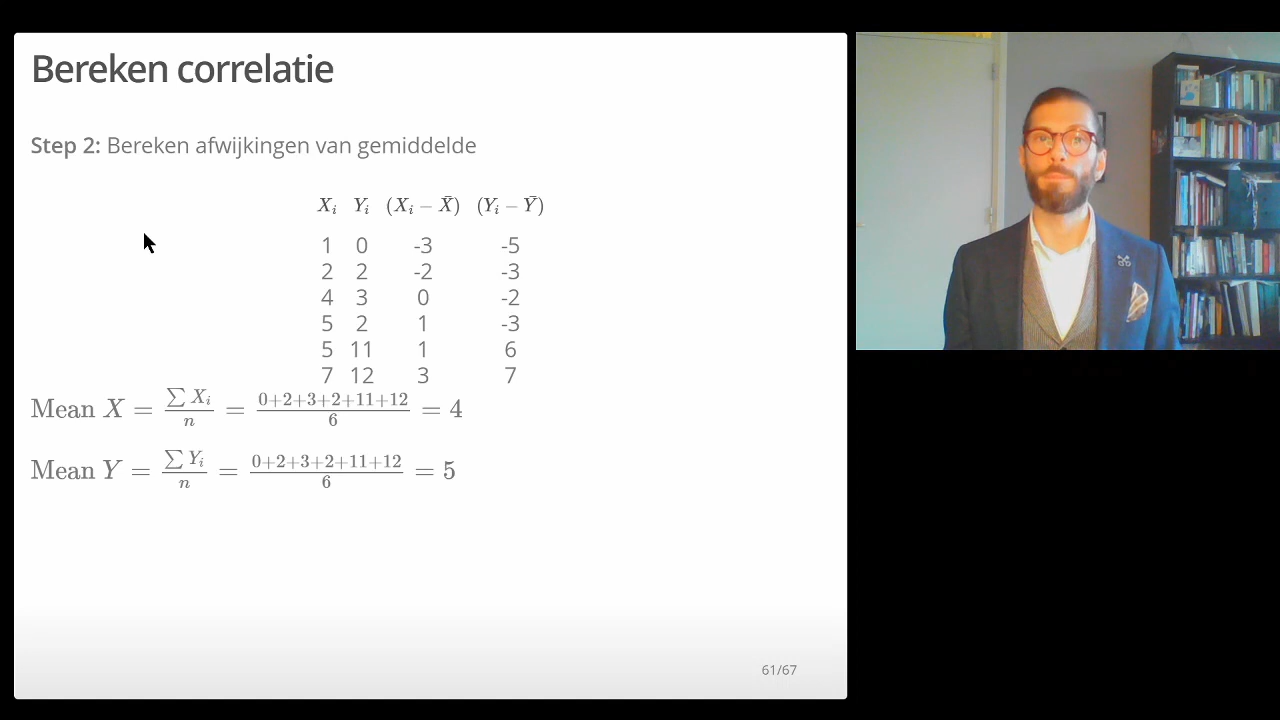 Bereken correlatie
Step 2: Bereken afwijkingen van gemiddelde
Xᵢ Yᵢ (Xᵢ − X̄) (Yᵢ − Ȳ)
1 0 -3 -5
2 2 -2 -3
4 3 0 -2
5 2 1 -3
5 11 1 6
7 12 3 7
Mean X = ∑ Xᵢ / n = 0+2+3+2+11+12 / 6 = 4
Mean Y = ∑ Yᵢ / n = 0+2+3+2+11+12 / 6 = 5
61/67